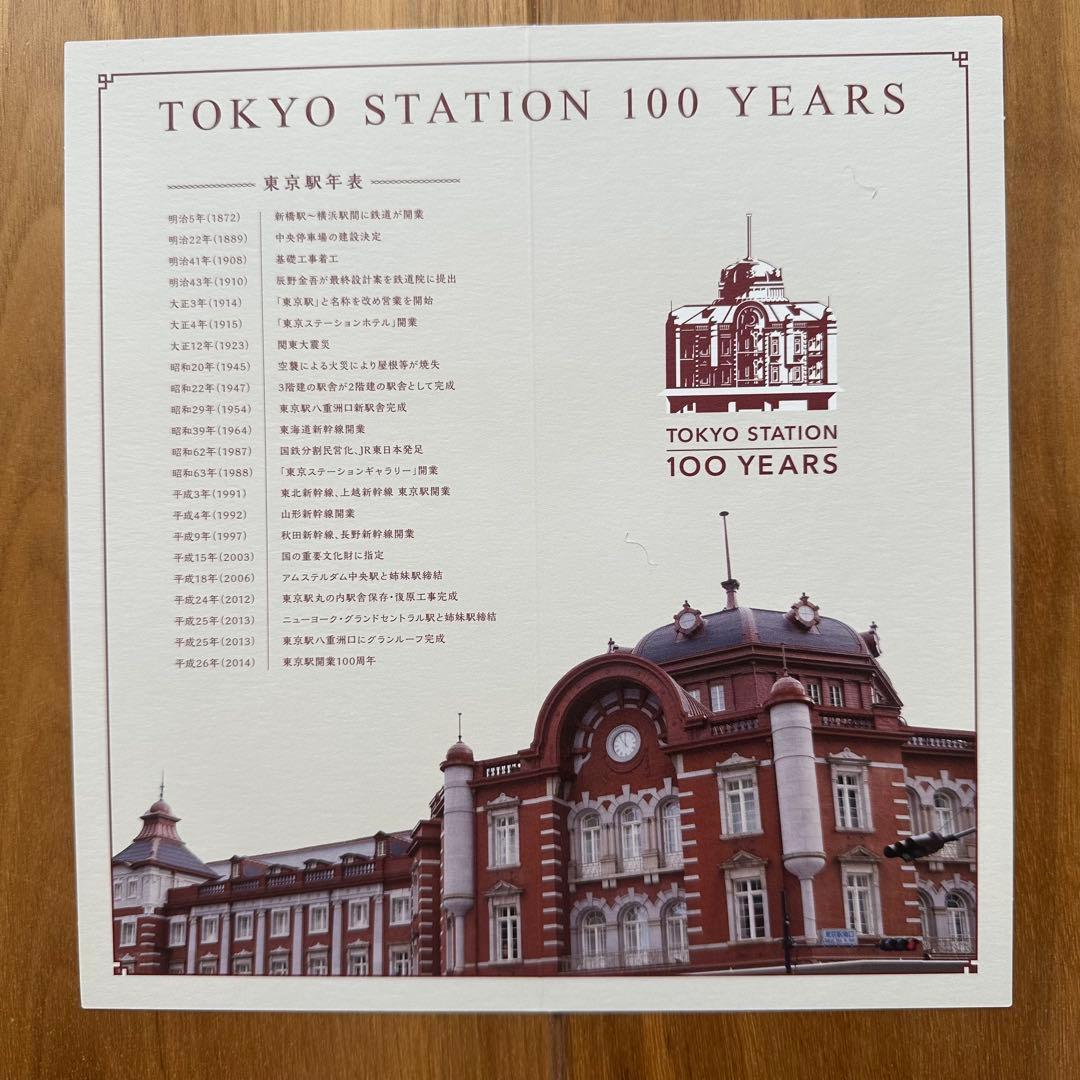 TOKYO STATION 100 YEARS
東京駅年表
明治5年(1872) 新橋駅～横浜駅間に鉄道が開業
明治22年(1889) 中央停車場の建設決定
明治41年(1908) 基礎工事着工
明治43年(1910) 辰野金吾が最終設計案を鉄道院に提出
大正3年(1914) 「東京駅」と名称を改め営業を開始
大正4年(1915) 「東京ステーションホテル」開業
大正12年(1923) 関東大震災
昭和20年(1945) 空襲による火災により屋根等が焼失
昭和22年(1947) 3階建の駅舎が2階建の駅舎として完成
昭和29年(1954) 東京駅八重洲口新駅舎完成
昭和39年(1964) 東海道新幹線開業
昭和62年(1987) 国鉄分割民営化、JR東日本発足
昭和63年(1988) 「東京ステーションギャラリー」開業
平成3年(1991) 東北新幹線、上越新幹線 東京駅開業
平成4年(1992) 山形新幹線開業
平成9年(1997) 秋田新幹線、長野新幹線開業
平成15年(2003) 国の重要文化財に指定
平成18年(2006) アムステルダム中央駅と姉妹駅締結
平成24年(2012) 東京駅丸の内駅舎保存・復原工事完成
平成25年(2013) ニューヨーク・グランドセントラル駅と姉妹駅締結
平成25年(2013) 東京駅八重洲口にグランルーフ完成
平成26年(2014) 東京駅開業100周年
TOKYO STATION
100 YEARS